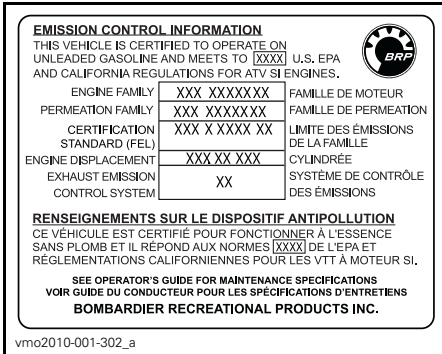 EMISSION CONTROL INFORMATION
THIS VEHICLE IS CERTIFIED TO OPERATE ON
UNLEADED GASOLINE AND MEETS TO XXXX U.S. EPA
AND CALIFORNIA REGULATIONS FOR ATV SI ENGINES.
BRP
ENGINE FAMILY XXX XXXXXXX FAMILLE DE MOTEUR
PERMEATION FAMILY XXX XXXXXXX FAMILLE DE PERMEATION
CERTIFICATION XXX X XXXX XX LIMITE DES ÉMISSIONS
STANDARD (FEL) DE LA FAMILLE
ENGINE DISPLACEMENT XXX XX XXX CYLINDRÉE
EXHAUST EMISSION XX SYSTÈME DE CONTRÔLE
CONTROL SYSTEM DES ÉMISSIONS
RENSEIGNEMENTS SUR LE DISPOSITIF ANTIPOLLUTION
CE VÉHICULE EST CERTIFIÉ POUR FONCTIONNER À L'ESSENCE
SANS PLOMB ET IL RÉPOND AUX NORMES XXXX DE L'EPA ET
RÉGLEMENTATIONS CALIFORNIENNES POUR LES VTT À MOTEUR SI.
SEE OPERATOR'S GUIDE FOR MAINTENANCE SPECIFICATIONS
VOIR GUIDE DU CONDUCTEUR POUR LES SPÉCIFICATIONS D'ENTRETIENS
BOMBARDIER RECREATIONAL PRODUCTS INC.
vmo2010-001-302_a